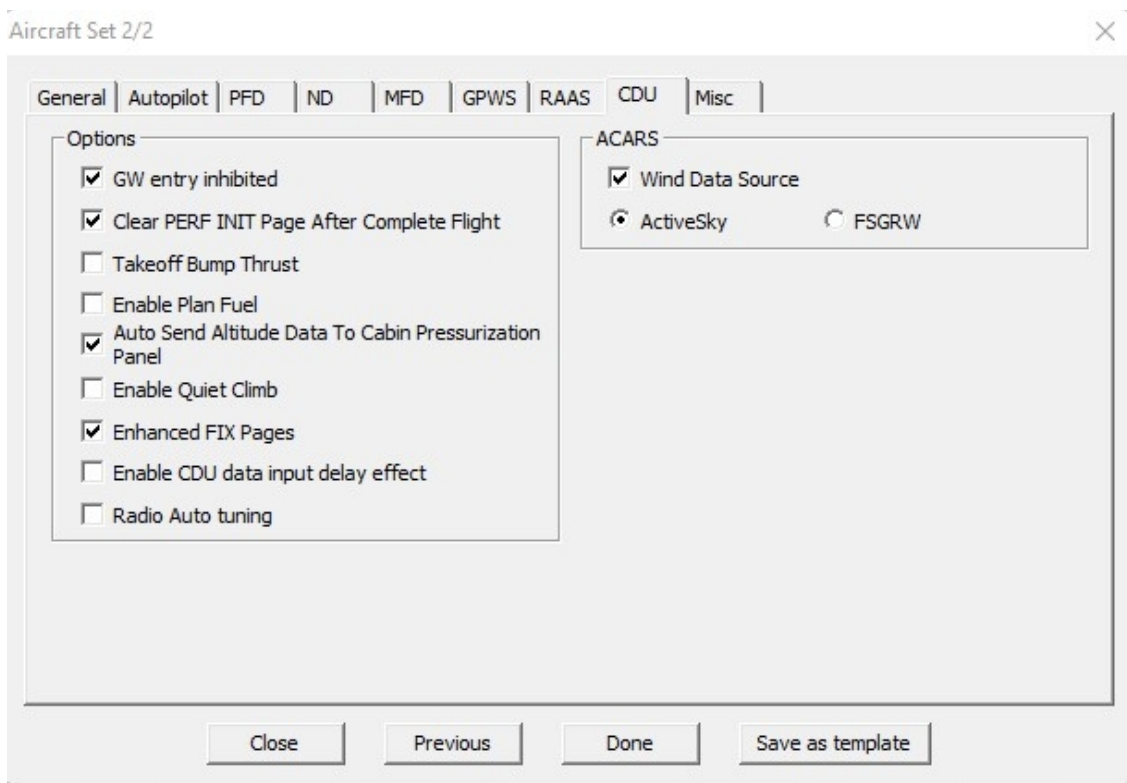 Aircraft Set 2/2
General Autopilot PFD ND MFD GPWS RAAS CDU Misc
Options
GW entry inhibited
Clear PERF INIT Page After Complete Flight
Takeoff Bump Thrust
Enable Plan Fuel
Auto Send Altitude Data To Cabin Pressurization
Panel
Enable Quiet Climb
Enhanced FIX Pages
Enable CDU data input delay effect
Radio Auto tuning
ACARS
Wind Data Source
ActiveSky FSGRW
Close Previous Done Save as template